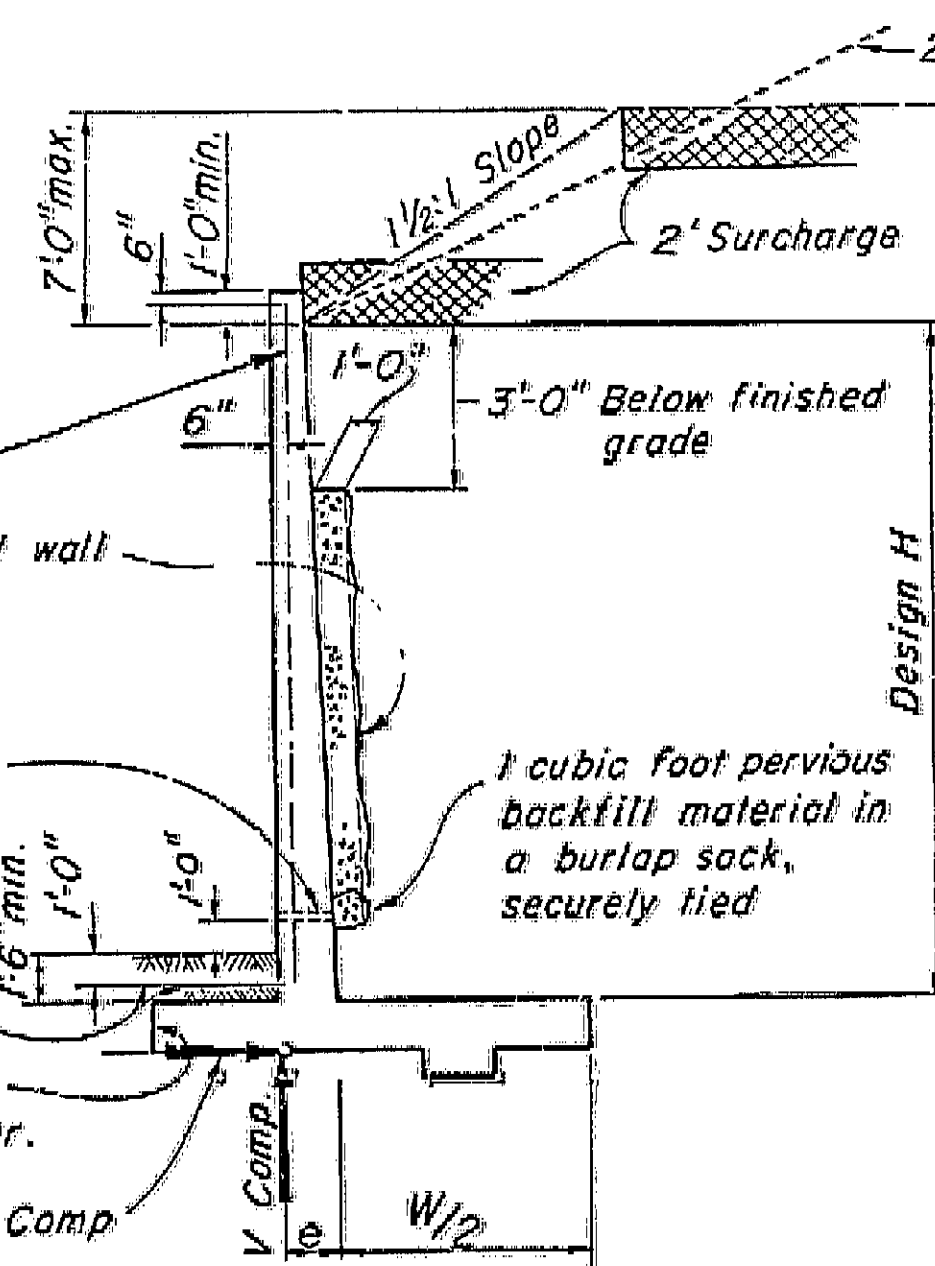 2
7'-0"max.
6"
1'-0"min.
1½:1 Slope
2' Surcharge
1'-0"
6"
3'-0" Below finished
grade
wall
Design H
1 cubic foot pervious
backfill material in
a burlap sack,
securely tied
1'-6 min.
1'-0"
1'-0"
r.
Comp
V Comp.
e
W/2